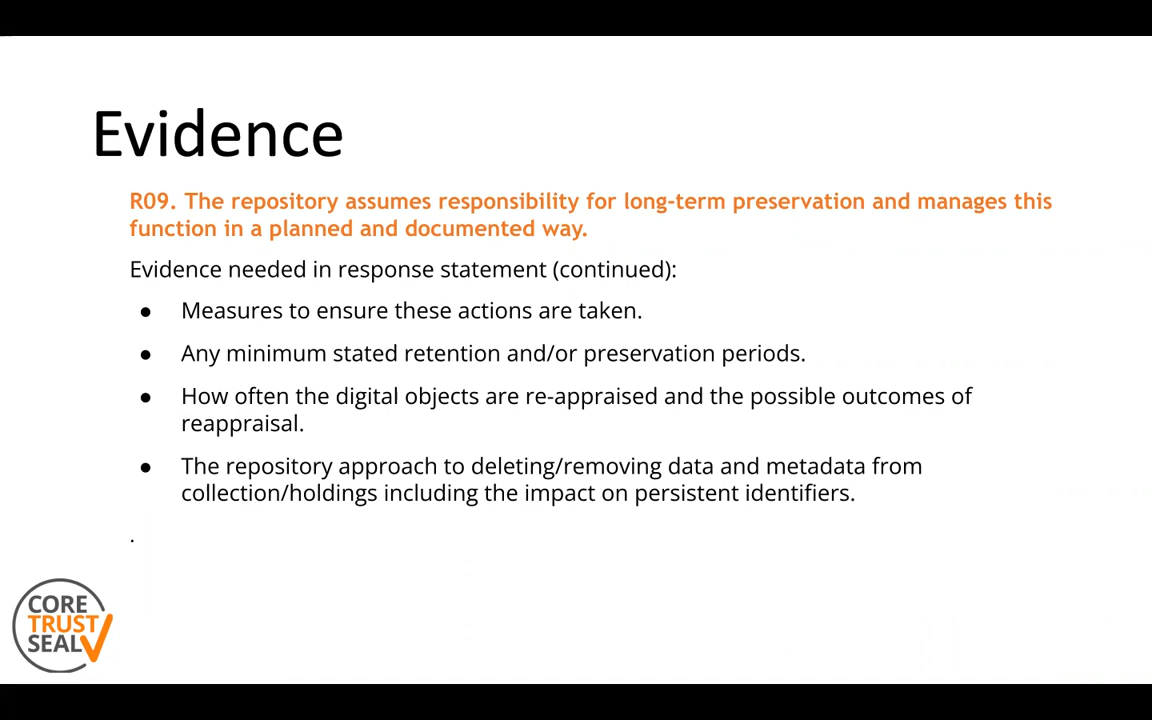 Evidence
R09. The repository assumes responsibility for long-term preservation and manages this
function in a planned and documented way.
Evidence needed in response statement (continued):
● Measures to ensure these actions are taken.
● Any minimum stated retention and/or preservation periods.
● How often the digital objects are re-appraised and the possible outcomes of
reappraisal.
● The repository approach to deleting/removing data and metadata from
collection/holdings including the impact on persistent identifiers.
.
CORE
TRUST
SEAL